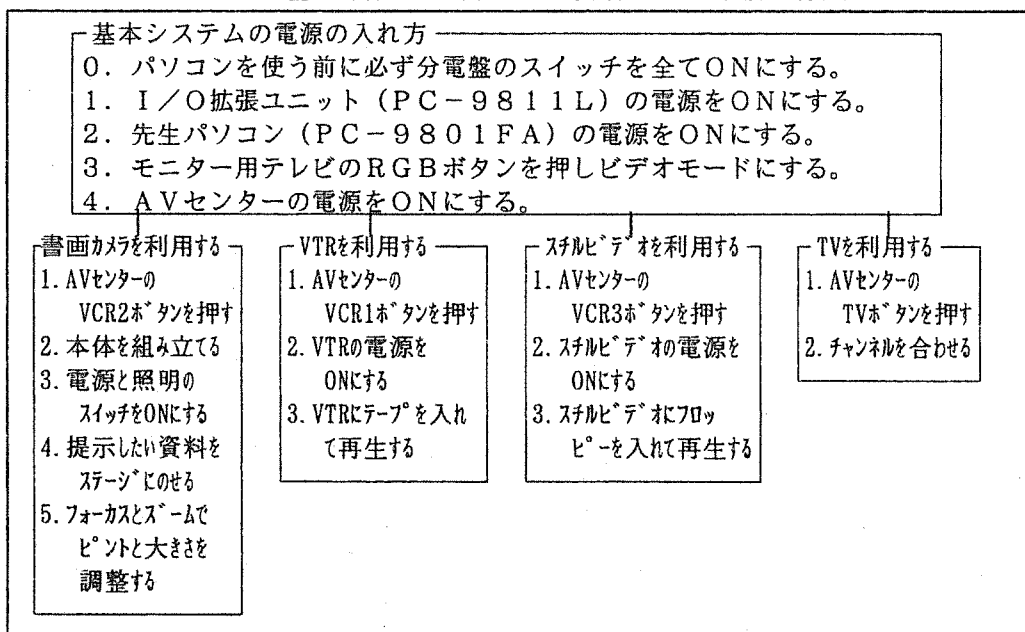 基本システムの電源の入れ方
0．パソコンを使う前に必ず分電盤のスイッチを全てONにする。
1．I／O拡張ユニット（PC－9811L）の電源をONにする。
2．先生パソコン（PC－9801FA）の電源をONにする。
3．モニター用テレビのRGBボタンを押しビデオモードにする。
4．AVセンターの電源をONにする。
書画ｶﾒﾗを利用する
1.AVｾﾝﾀｰの
VCR2ﾎﾞﾀﾝを押す
2.本体を組み立てる
3.電源と照明の
ｽｲｯﾁをONにする
4.提示したい資料を
ｽﾃｰｼﾞにのせる
5.ﾌｫｰｶｽとｽﾞｰﾑで
ﾋﾟﾝﾄと大きさを
調整する
VTRを利用する
1.AVｾﾝﾀｰの
VCR1ﾎﾞﾀﾝを押す
2.VTRの電源を
ONにする
3.VTRにﾃｰﾌﾟを入れ
て再生する
ｽﾁﾙﾋﾞﾃﾞｵを利用する
1.AVｾﾝﾀｰの
VCR3ﾎﾞﾀﾝを押す
2.ｽﾁﾙﾋﾞﾃﾞｵの電源を
ONにする
3.ｽﾁﾙﾋﾞﾃﾞｵにﾌﾛｯ
ﾋﾟｰを入れて再生する
TVを利用する
1.AVｾﾝﾀｰの
TVﾎﾞﾀﾝを押す
2.ﾁｬﾝﾈﾙを合わせる